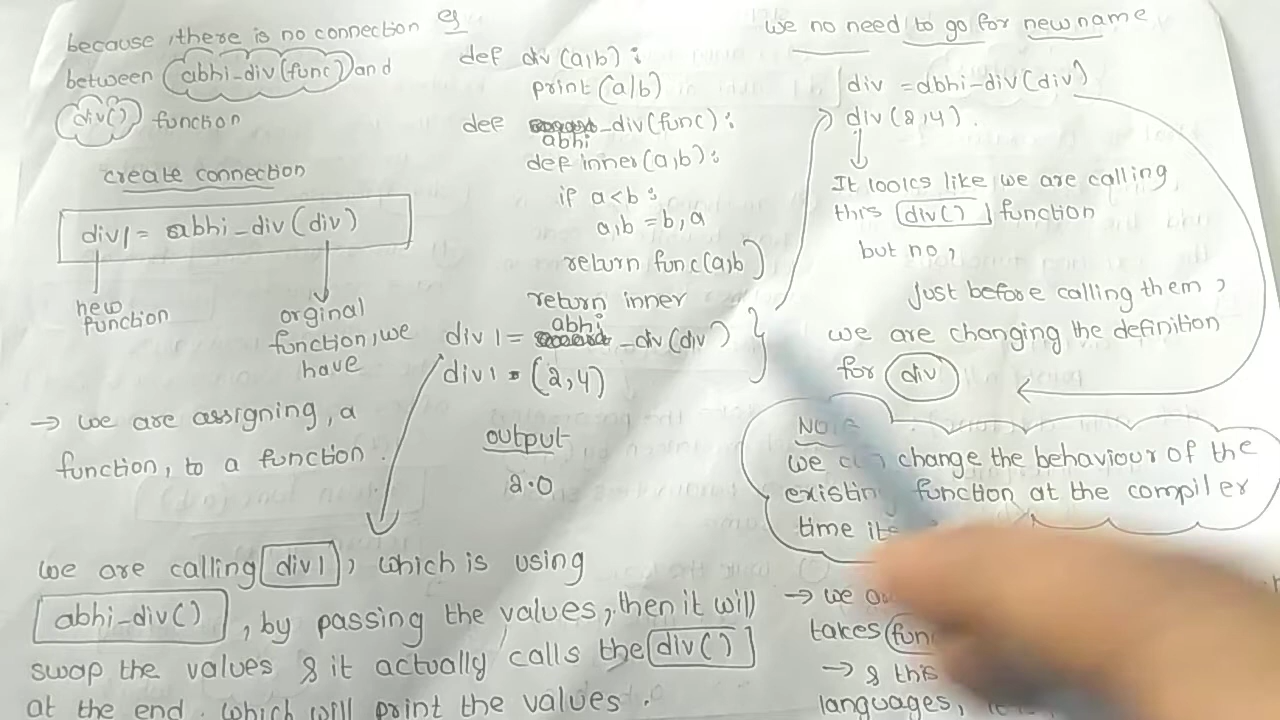 because, there is no connection
between abhi-div(func) and
div() function
create connection
div1 = abhi-div(div)
new
function
orginal
function, we
have
→ we are assigning, a
function, to a function.
eg
def div(a,b):
print(a/b)
def abhi-div(func):
def inner(a,b):
if a<b:
a,b = b,a
return func(a,b)
return inner
div1 = abhi-div(div)
div1 = (2,4)
output
2.0
we are calling div1, which is using
abhi-div(), by passing the values, then it will
swap the values & it actually calls the div()
at the end. which will print the values.
we no need to go for new name
div = abhi-div(div)
div(2,4).
It looks like we are calling
this div() function
but no,
just before calling them,
we are changing the definition
for div
we change the behaviour of the
existing function at the compiler
time
→ we
takes
→ & this
languages,